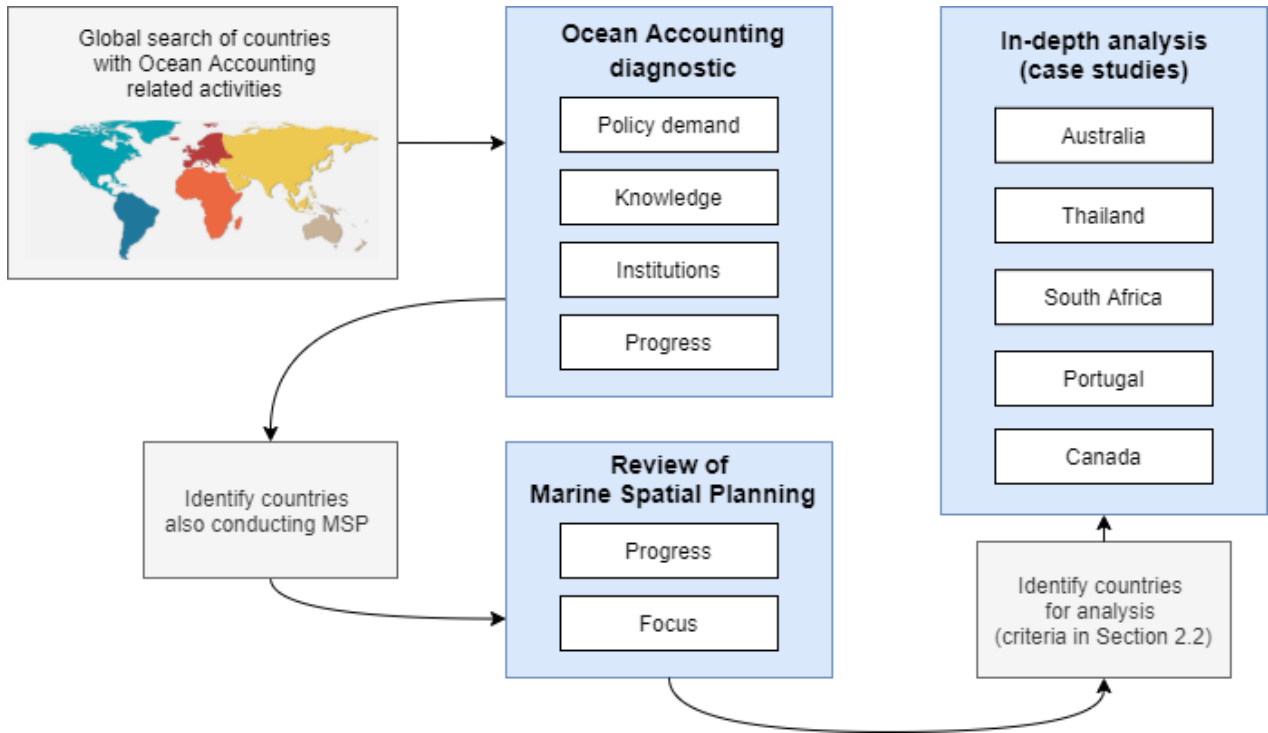 Global search of countries
with Ocean Accounting
related activities
Ocean Accounting
diagnostic
Policy demand
Knowledge
Institutions
Progress
Identify countries
also conducting MSP
Review of
Marine Spatial Planning
Progress
Focus
Identify countries
for analysis
(criteria in Section 2.2)
In-depth analysis
(case studies)
Australia
Thailand
South Africa
Portugal
Canada